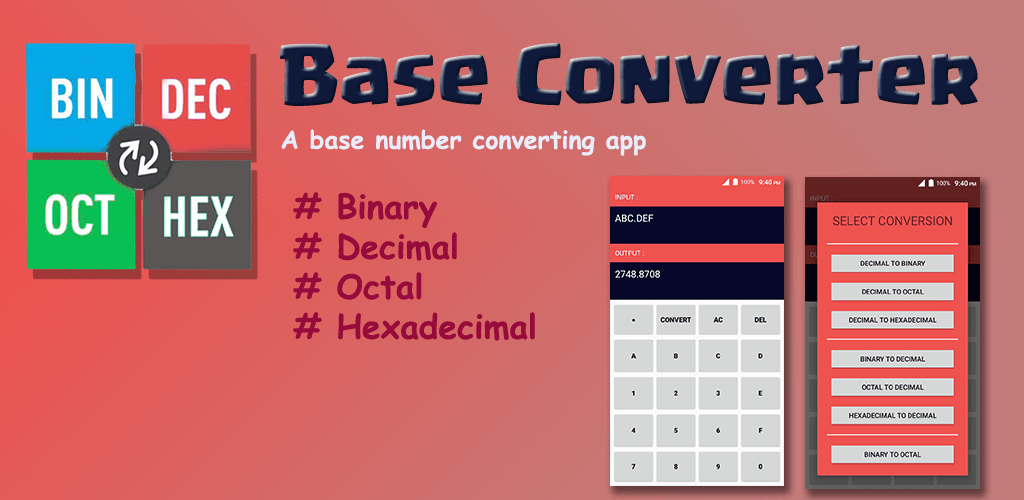 BIN DEC
OCT HEX
Base Converter
A base number converting app
# Binary
# Decimal
# Octal
# Hexadecimal
100% 9:40 PM
INPUT :
ABC.DEF
OUTPUT :
2748.8708
. CONVERT AC DEL
A B C D
1 2 3 E
4 5 6 F
7 8 9 0
100% 9:40 PM
INPUT :
SELECT CONVERSION
DECIMAL TO BINARY
DECIMAL TO OCTAL
DECIMAL TO HEXADECIMAL
BINARY TO DECIMAL
OCTAL TO DECIMAL
HEXADECIMAL TO DECIMAL
BINARY TO OCTAL